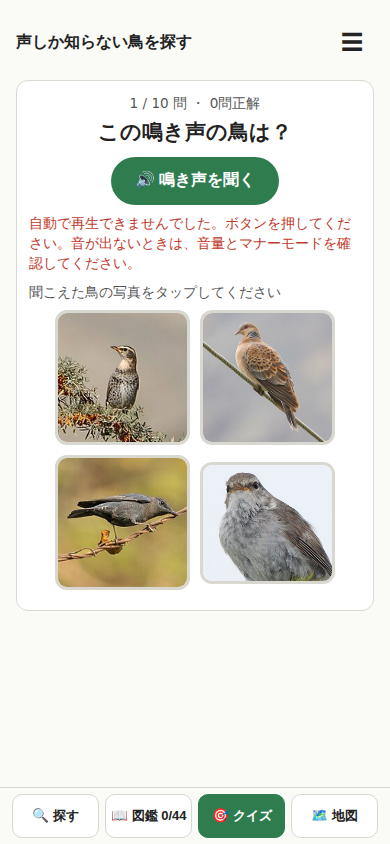 声しか知らない鳥を探す
☰
1 / 10 問 ・ 0問正解
この鳴き声の鳥は？
🔊 鳴き声を聞く
自動で再生できませんでした。ボタンを押してくだ
さい。音が出ないときは、音量とマナーモードを確
認してください。
聞こえた鳥の写真をタップしてください
🔍 探す
📖 図鑑 0/44
🎯 クイズ
🗺️ 地図